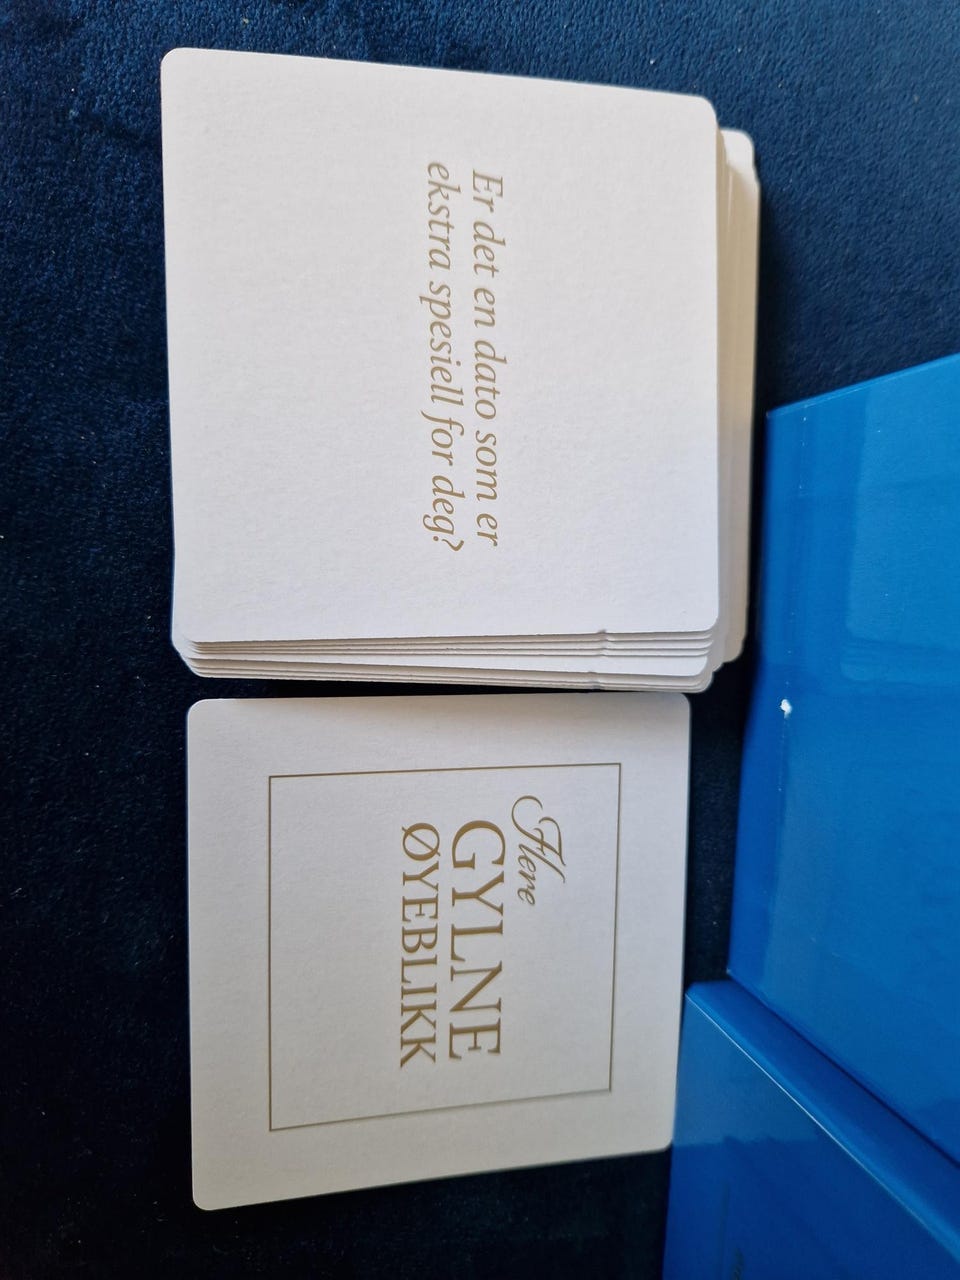 Er det en dato som er
ekstra spesiell for deg?
Flere
GYLNE
ØYEBLIKK